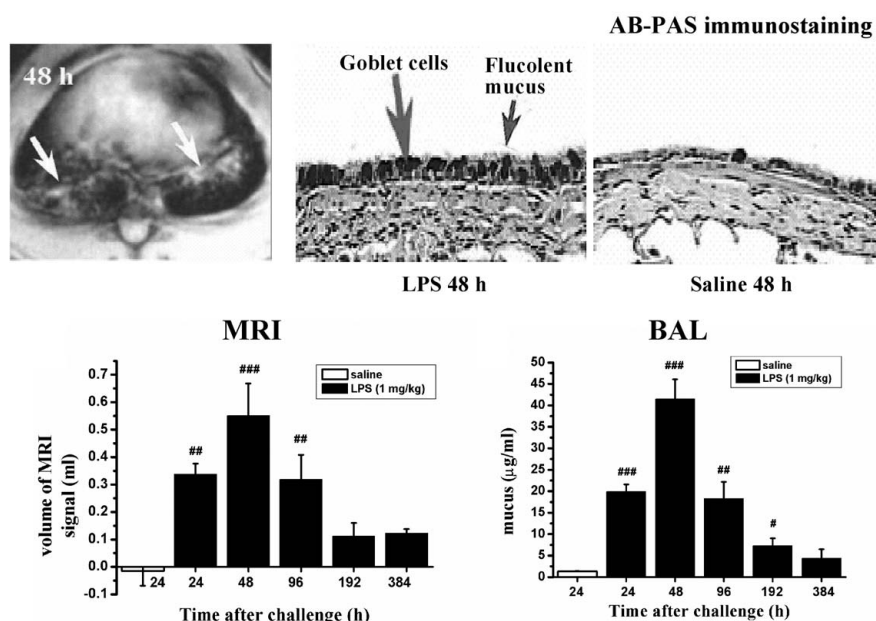 AB-PAS immunostaining
48 h
Goblet cells
Flucolent
mucus
LPS 48 h
Saline 48 h
MRI
volume of MRI
signal (ml)
0.7
0.6
0.5
0.4
0.3
0.2
0.1
0.0
-0.1
saline
LPS (1 mg/kg)
##
###
##
24
24
48
96
192
384
Time after challenge (h)
BAL
mucus (µg/ml)
50
45
40
35
30
25
20
15
10
5
0
saline
LPS (1 mg/kg)
###
###
##
#
24
24
48
96
192
384
Time after challenge (h)